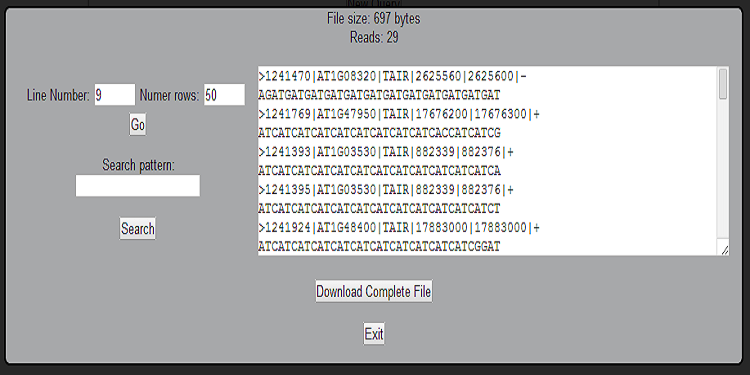 New Query
File size: 697 bytes
Reads: 29
Line Number: 9 Numer rows: 50
Go
Search pattern:
Search
>1241470|AT1G08320|TAIR|2625560|2625600|-
AGATGATGATGATGATGATGATGATGATGATGATGAT
>1241769|AT1G47950|TAIR|17676200|17676300|+
ATCATCATCATCATCATCATCATCATCACCATCATCG
>1241393|AT1G03530|TAIR|882339|882376|+
ATCATCATCATCATCATCATCATCATCATCATCATCA
>1241395|AT1G03530|TAIR|882339|882376|+
ATCATCATCATCATCATCATCATCATCATCATCATCT
>1241924|AT1G48400|TAIR|17883000|17883000|+
ATCATCATCATCATCATCATCATCATCATCATCGGAT
Download Complete File
Exit